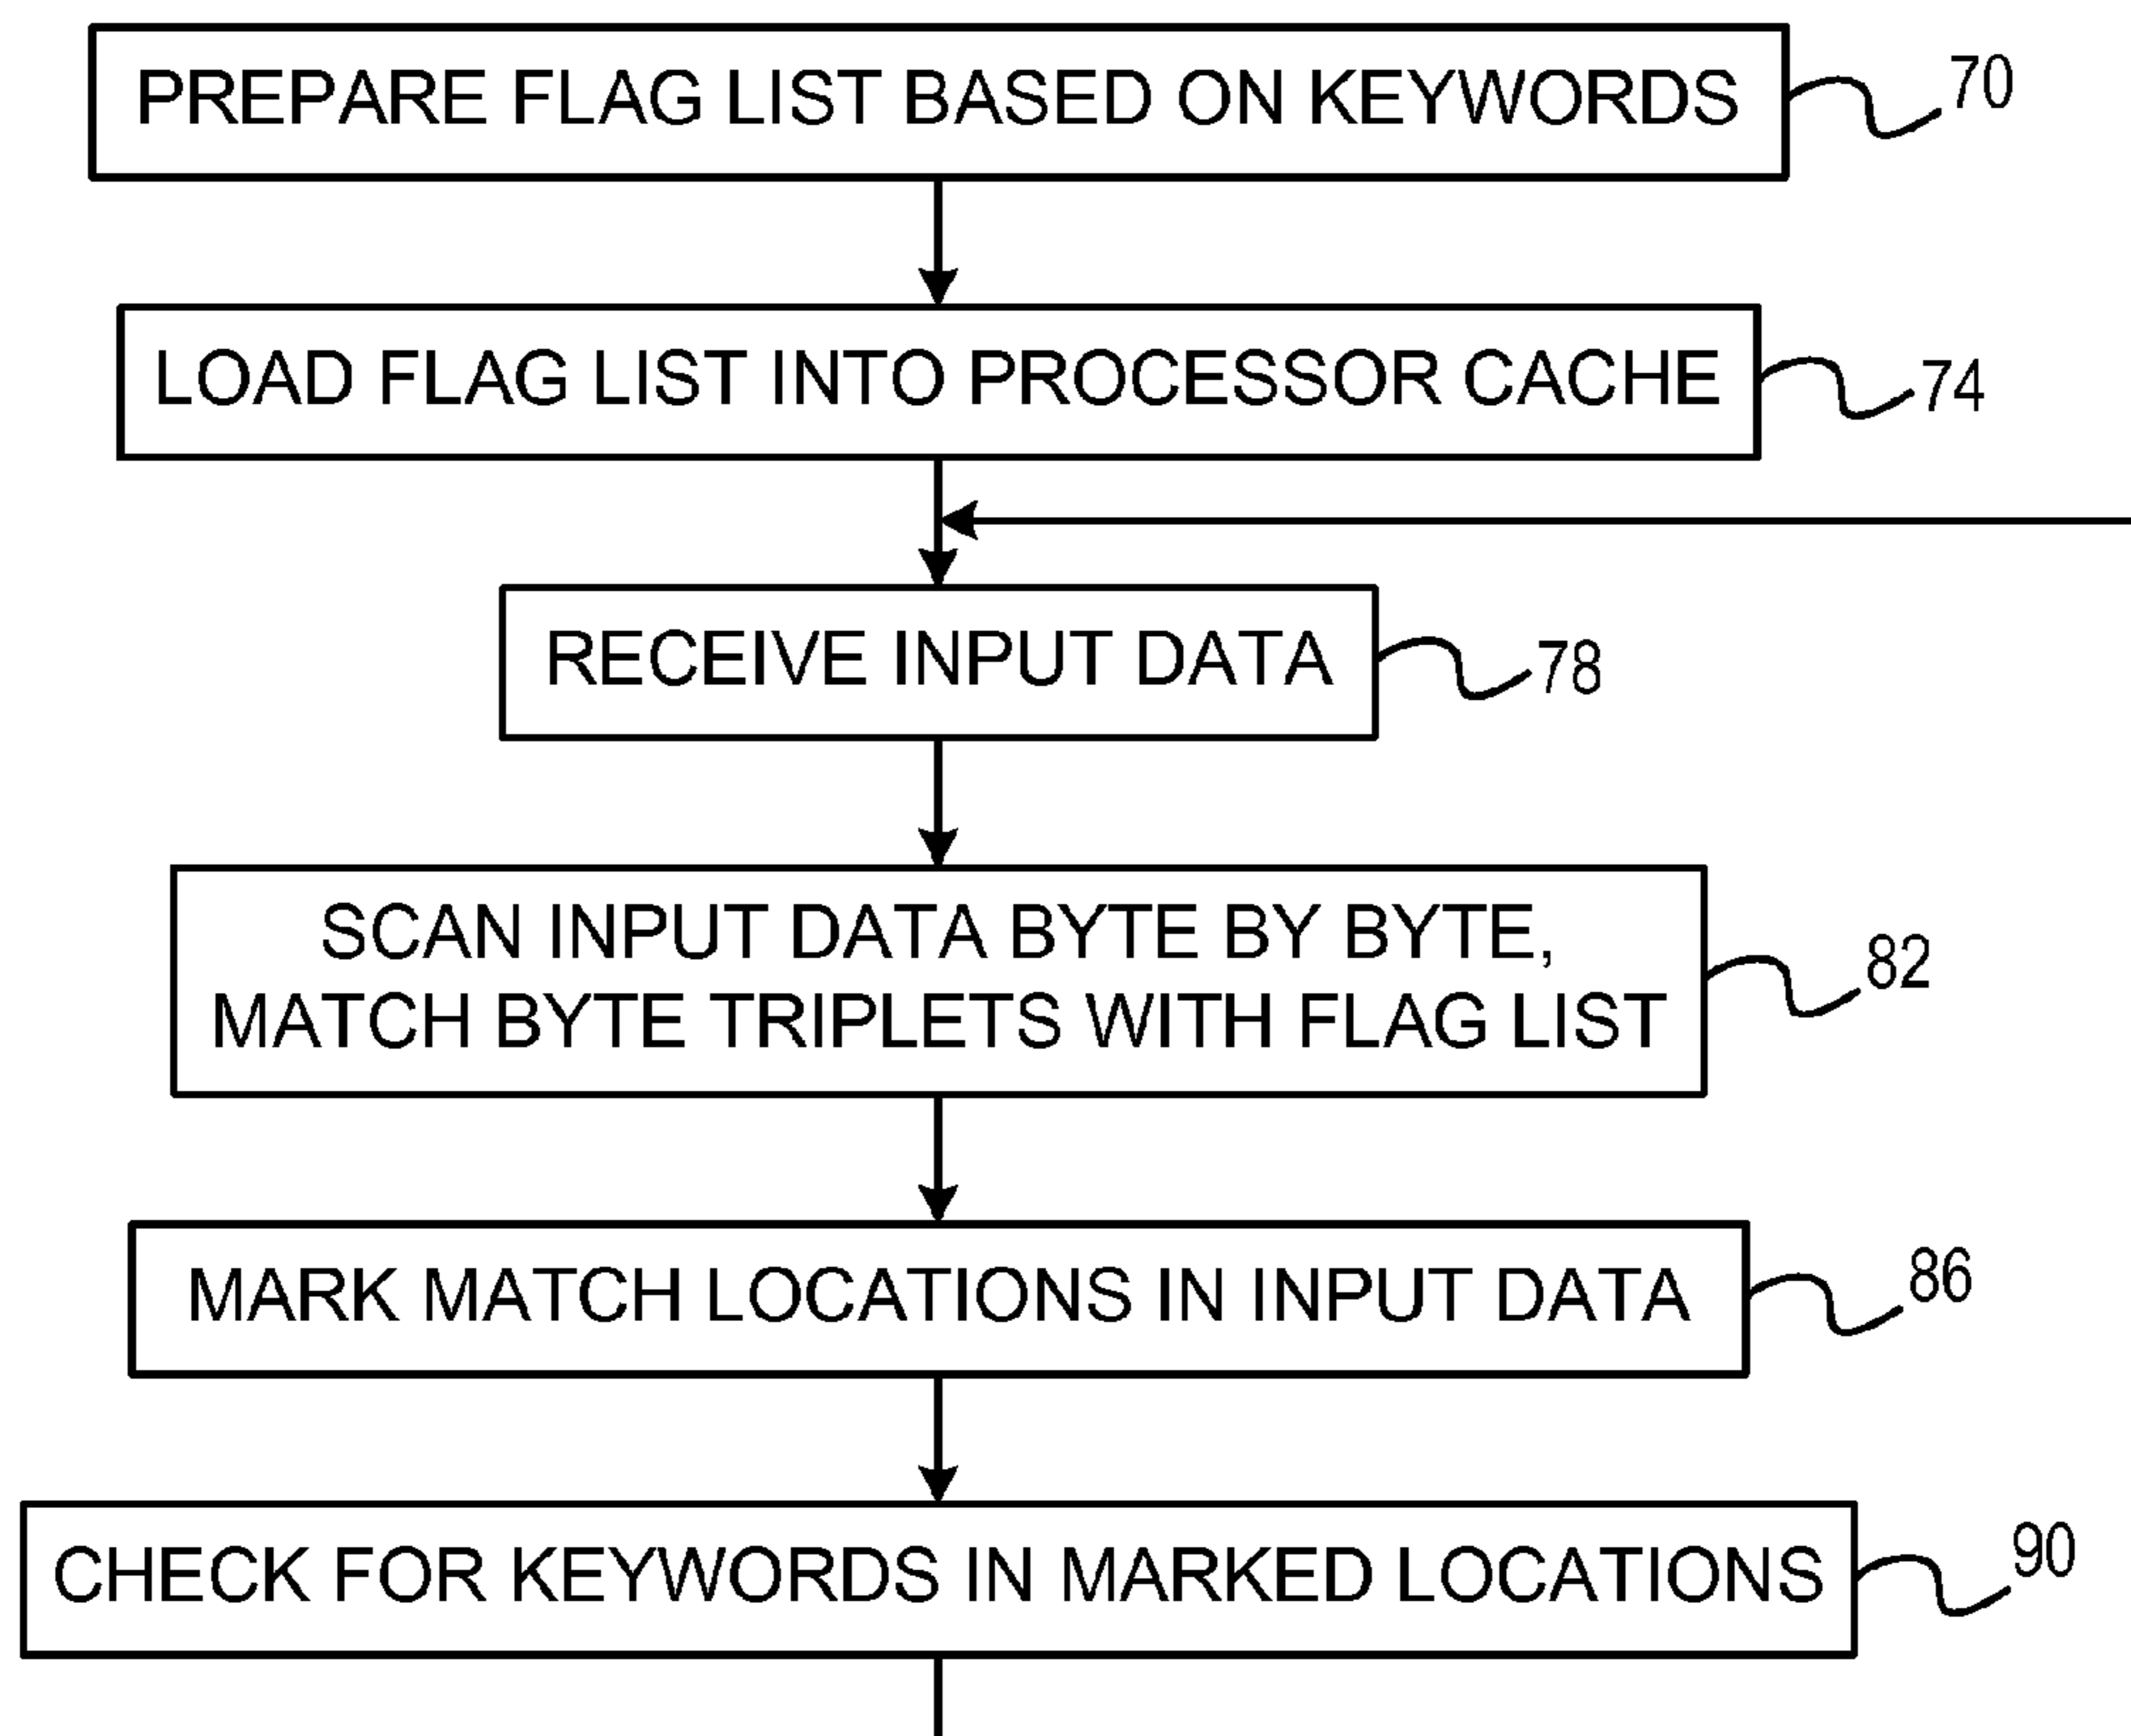 PREPARE FLAG LIST BASED ON KEYWORDS
70
LOAD FLAG LIST INTO PROCESSOR CACHE
74
RECEIVE INPUT DATA
78
SCAN INPUT DATA BYTE BY BYTE,
MATCH BYTE TRIPLETS WITH FLAG LIST
82
MARK MATCH LOCATIONS IN INPUT DATA
86
CHECK FOR KEYWORDS IN MARKED LOCATIONS
90